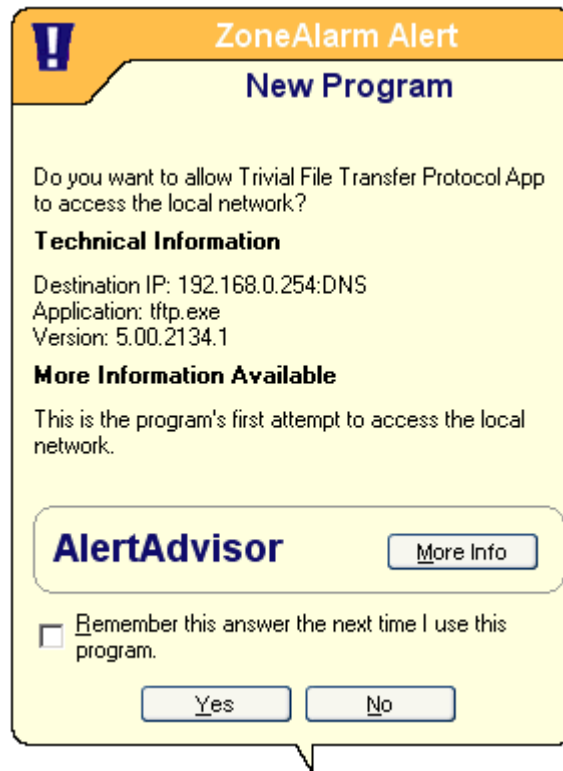 ZoneAlarm Alert
New Program
Do you want to allow Trivial File Transfer Protocol App
to access the local network?
Technical Information
Destination IP: 192.168.0.254:DNS
Application: tftp.exe
Version: 5.00.2134.1
More Information Available
This is the program's first attempt to access the local
network.
AlertAdvisor
More Info
Remember this answer the next time I use this
program.
Yes
No